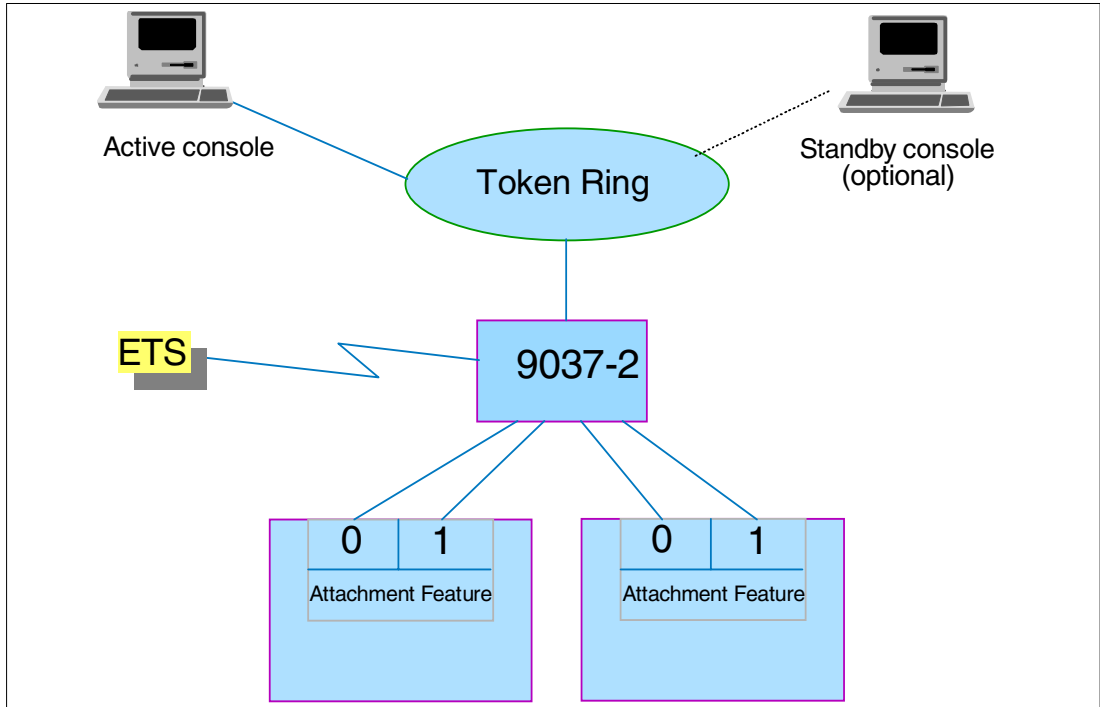 Active console
Standby console
(optional)
Token Ring
ETS
9037-2
0 1
Attachment Feature
0 1
Attachment Feature